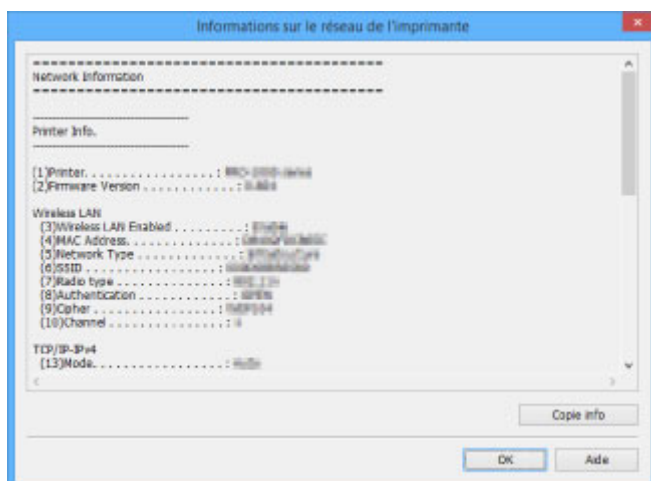 Informations sur le réseau de l'imprimante
Network Information
Printer Info.
(1)Printer. . . . . . . . . . . . . . . . . :
(2)Firmware Version . . . . . . . . . . . . :
Wireless LAN
(3)Wireless LAN Enabled . . . . . . . . . :
(4)MAC Address. . . . . . . . . . . . . . :
(5)Network Type . . . . . . . . . . . . . :
(6)SSID . . . . . . . . . . . . . . . . . :
(7)Radio type . . . . . . . . . . . . . . :
(8)Authentication . . . . . . . . . . . . :
(9)Cipher . . . . . . . . . . . . . . . . :
(10)Channel . . . . . . . . . . . . . . . :
TCP/IP-IPv4
(13)Mode. . . . . . . . . . . . . . . . . :
Copie info
OK
Aide